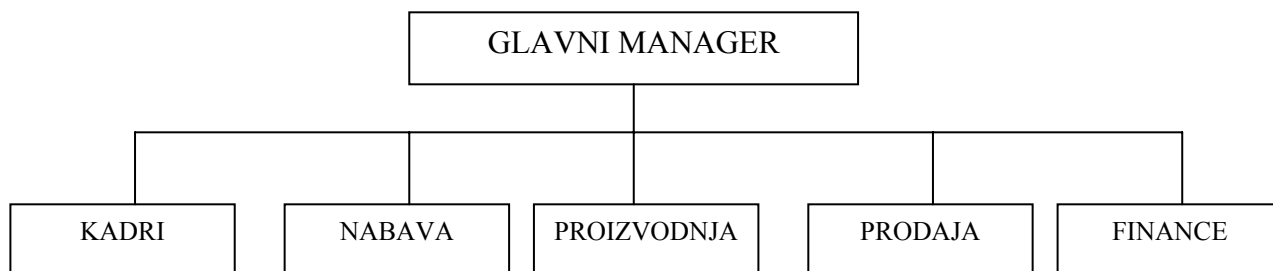 GLAVNI MANAGER
KADRI
NABAVA
PROIZVODNJA
PRODAJA
FINANCE